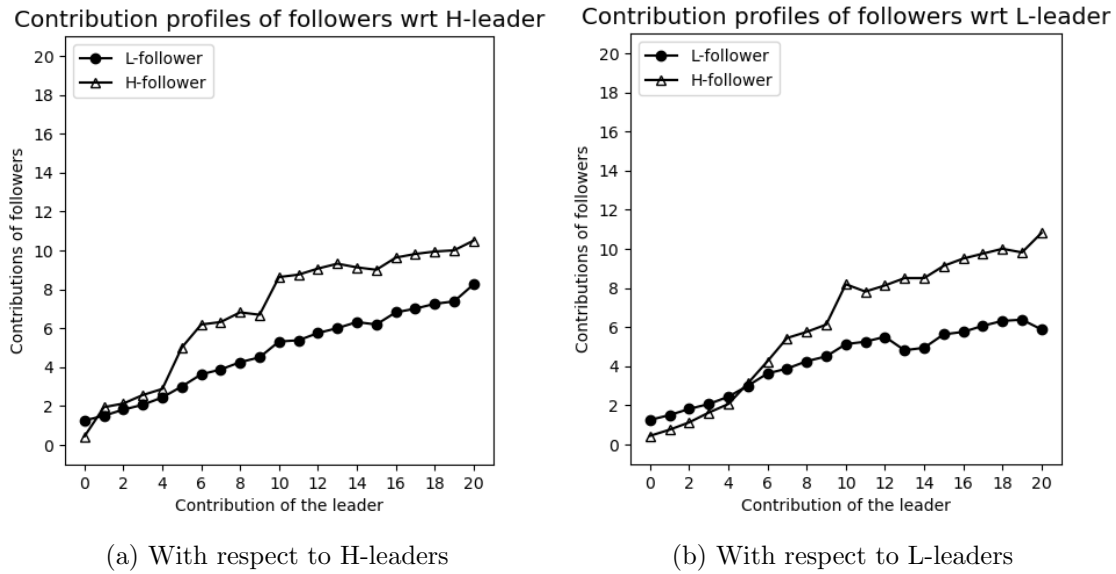 Contribution profiles of followers wrt H-leader
L-follower
H-follower
20
18
16
14
12
10
8
6
4
2
0
Contributions of followers
0 2 4 6 8 10 12 14 16 18 20
Contribution of the leader
(a) With respect to H-leaders
Contribution profiles of followers wrt L-leader
L-follower
H-follower
20
18
16
14
12
10
8
6
4
2
0
Contributions of followers
0 2 4 6 8 10 12 14 16 18 20
Contribution of the leader
(b) With respect to L-leaders